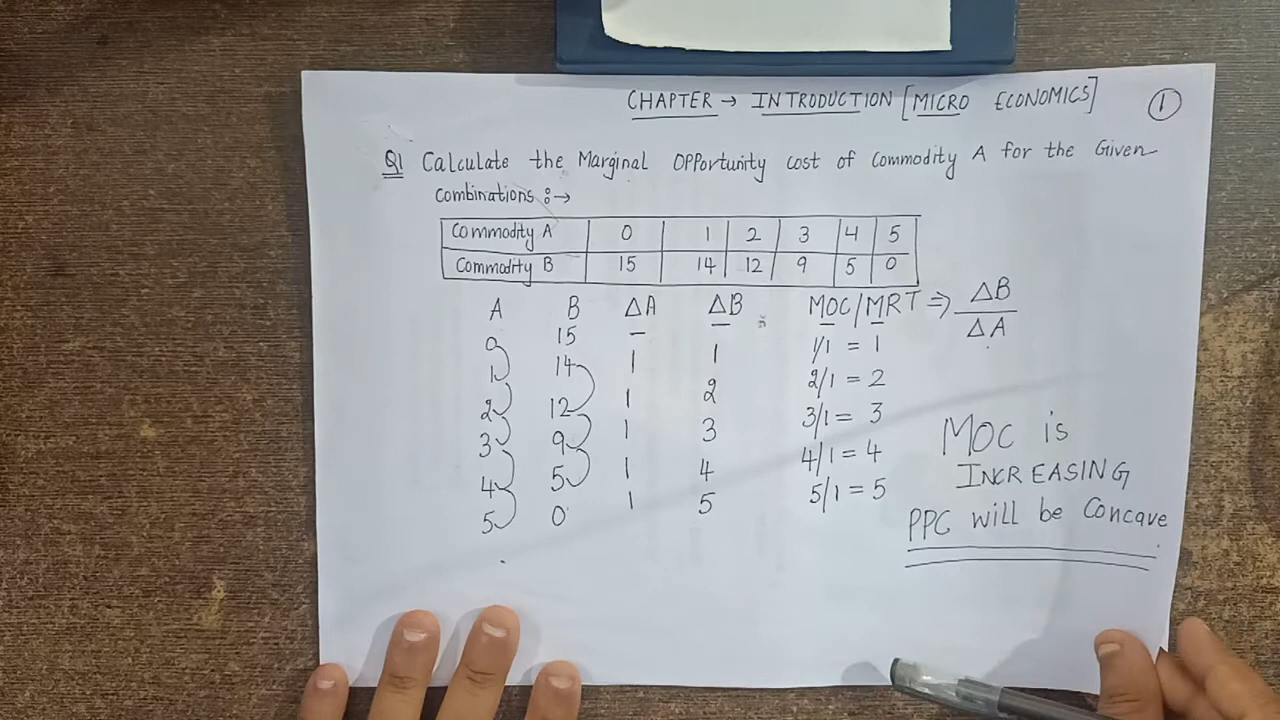 CHAPTER → INTRODUCTION [MICRO ECONOMICS] 1
Q1 Calculate the Marginal Opportunity cost of Commodity A for the Given
Combinations :→
Commodity A 0 1 2 3 4 5
Commodity B 15 14 12 9 5 0
A B ΔA ΔB MOC/MRT ⇒ ΔB/ΔA
0 15 – –
1 14 1 1 1/1 = 1
2 12 1 2 2/1 = 2
3 9 1 3 3/1 = 3
4 5 1 4 4/1 = 4
5 0 1 5 5/1 = 5
MOC is
INCREASING
PPC will be Concave